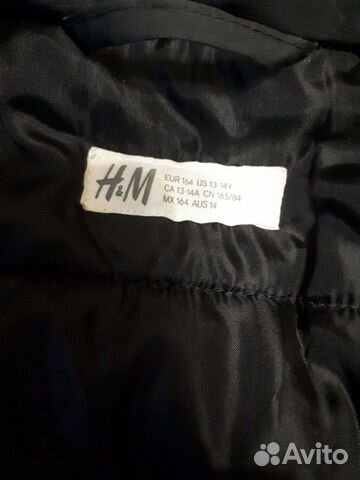 H&M
EUR 164 US 13-14Y
CA 13-14A CN 165/84
MX 164 AUS 14
Avito